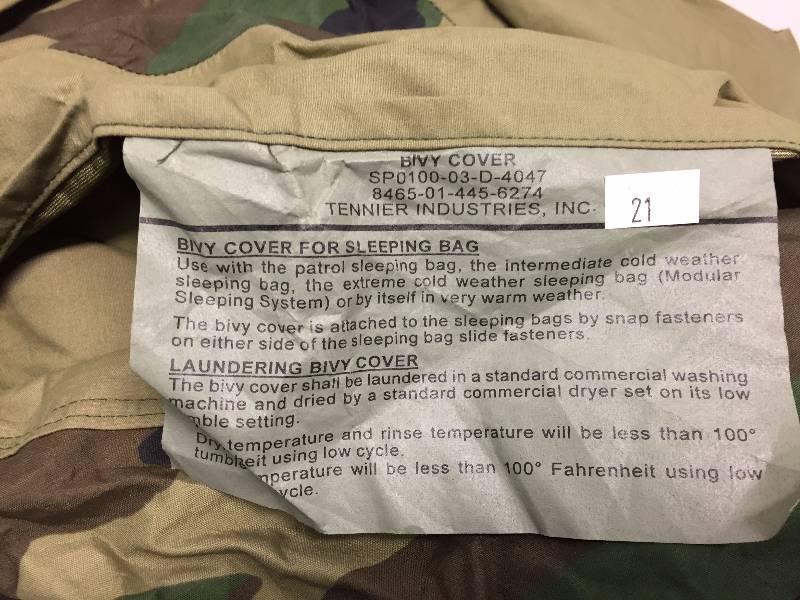 BIVY COVER
SP0100-03-D-4047
8465-01-445-6274
TENNIER INDUSTRIES, INC.
21
BIVY COVER FOR SLEEPING BAG
Use with the patrol sleeping bag, the intermediate cold weather
sleeping bag, the extreme cold weather sleeping bag (Modular
Sleeping System) or by itself in very warm weather.
The bivy cover is attached to the sleeping bags by snap fasteners
on either side of the sleeping bag slide fasteners.
LAUNDERING BIVY COVER
The bivy cover shall be laundered in a standard commercial washing
machine and dried by a standard commercial dryer set on its low
mble setting.
Dry temperature and rinse temperature will be less than 100°
using low cycle.
perature will be less than 100° Fahrenheit using low
ycle.